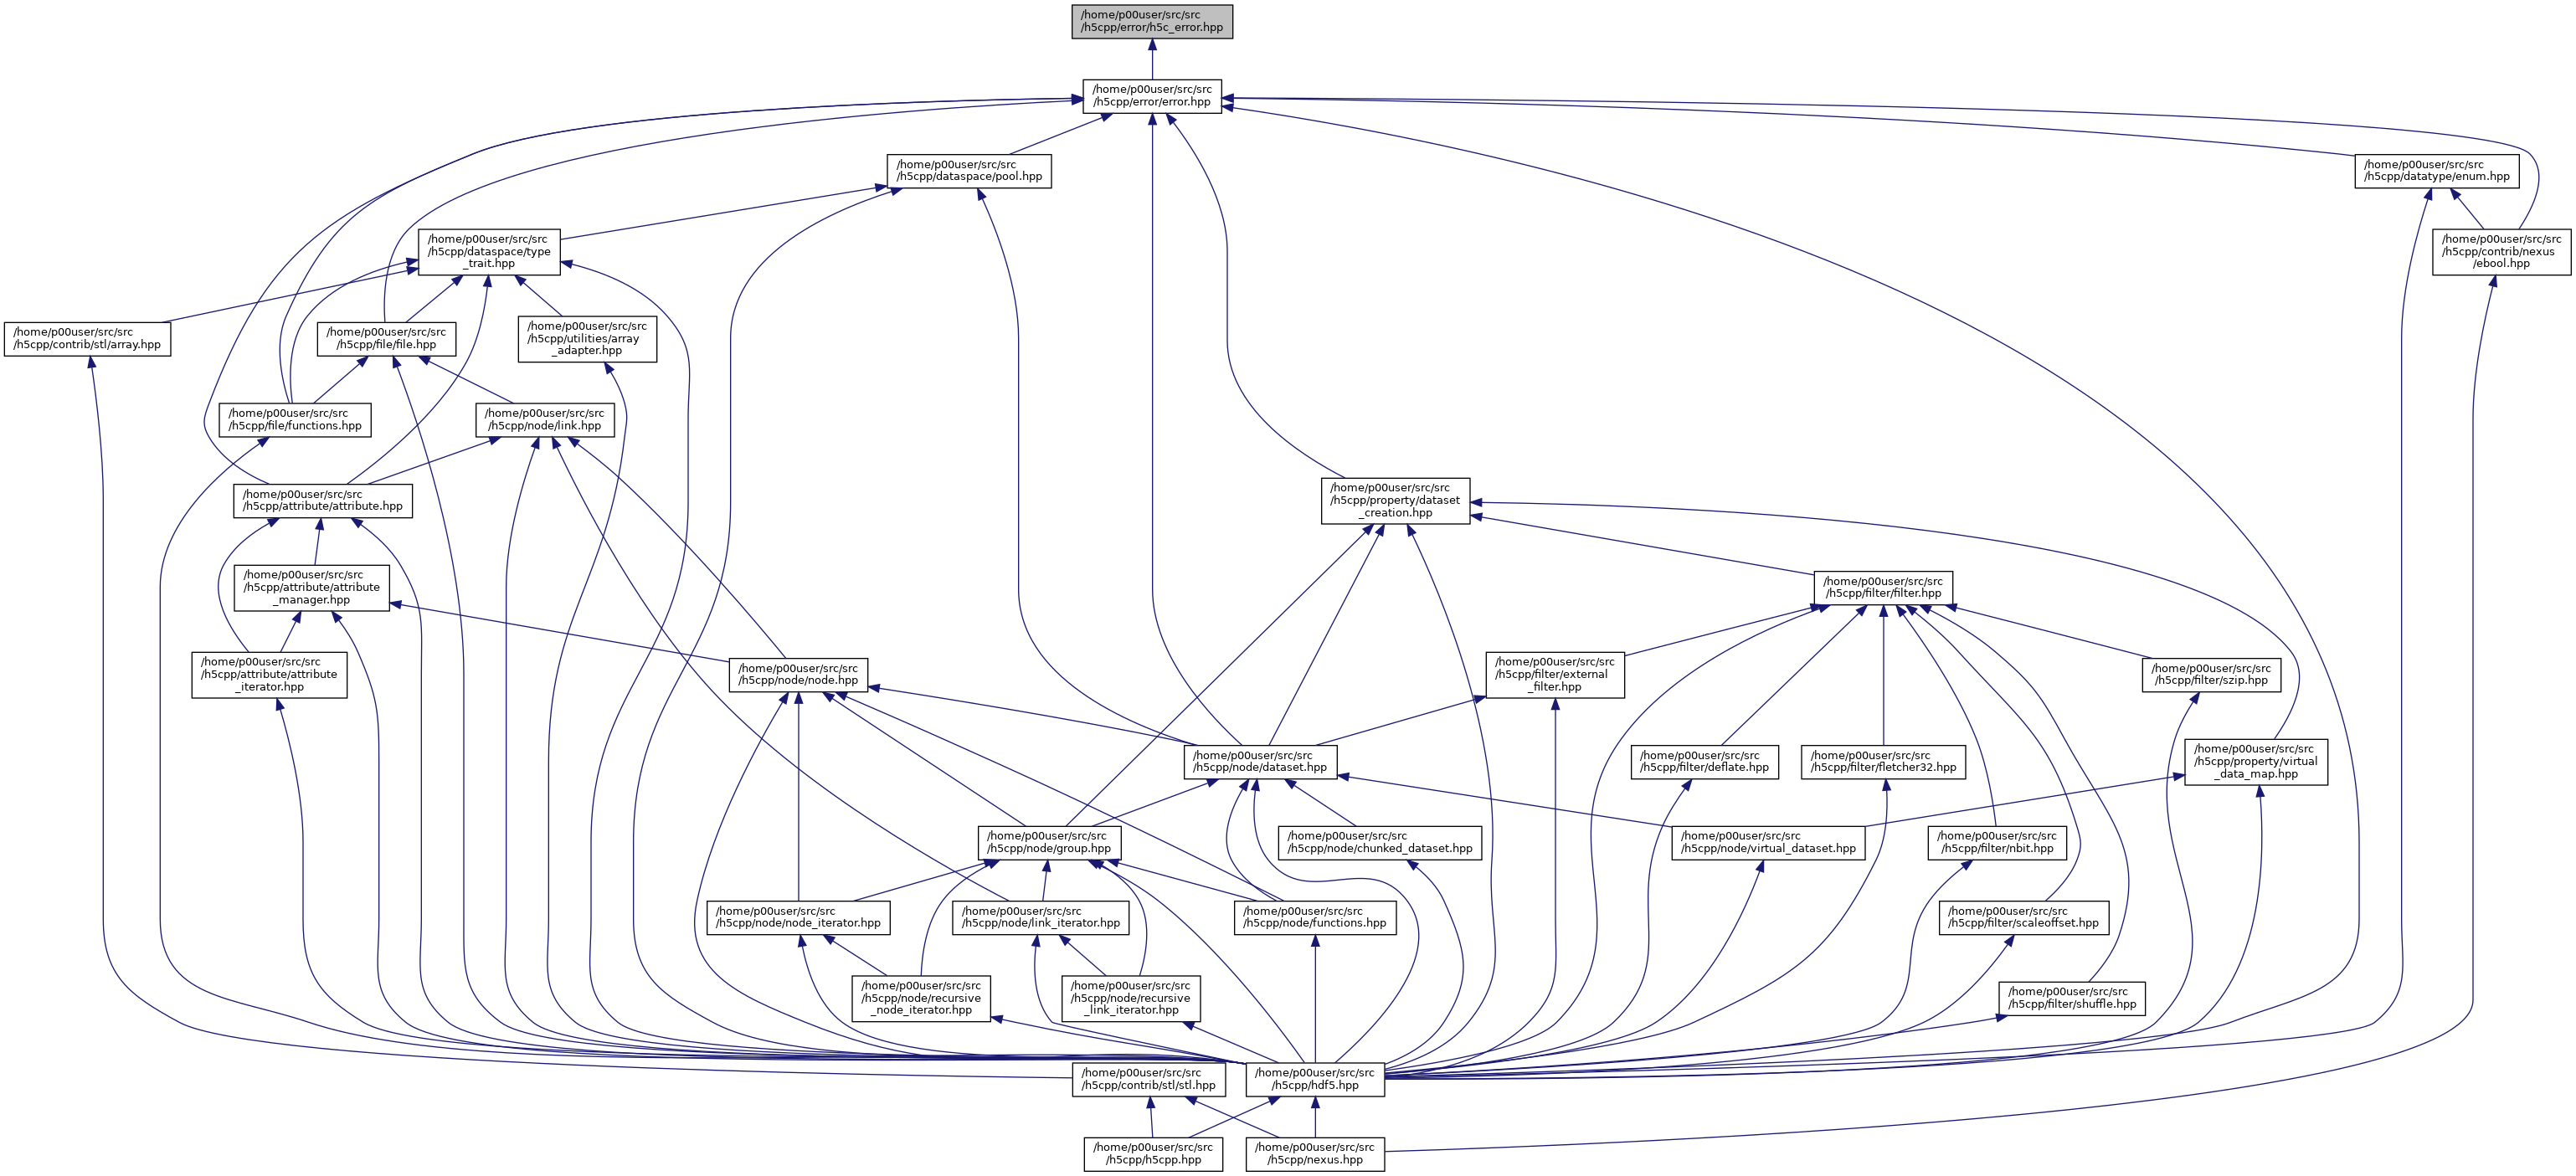 /home/p00user/src/src
/h5cpp/error/h5c_error.hpp
/home/p00user/src/src
/h5cpp/error/error.hpp
/home/p00user/src/src
/h5cpp/dataspace/pool.hpp
/home/p00user/src/src
/h5cpp/datatype/enum.hpp
/home/p00user/src/src
/h5cpp/dataspace/type
_trait.hpp
/home/p00user/src/src
/h5cpp/contrib/nexus
/ebool.hpp
/home/p00user/src/src
/h5cpp/contrib/stl/array.hpp
/home/p00user/src/src
/h5cpp/file/file.hpp
/home/p00user/src/src
/h5cpp/utilities/array
_adapter.hpp
/home/p00user/src/src
/h5cpp/file/functions.hpp
/home/p00user/src/src
/h5cpp/node/link.hpp
/home/p00user/src/src
/h5cpp/attribute/attribute.hpp
/home/p00user/src/src
/h5cpp/property/dataset
_creation.hpp
/home/p00user/src/src
/h5cpp/attribute/attribute
_manager.hpp
/home/p00user/src/src
/h5cpp/filter/filter.hpp
/home/p00user/src/src
/h5cpp/attribute/attribute
_iterator.hpp
/home/p00user/src/src
/h5cpp/node/node.hpp
/home/p00user/src/src
/h5cpp/filter/external
_filter.hpp
/home/p00user/src/src
/h5cpp/filter/szip.hpp
/home/p00user/src/src
/h5cpp/node/dataset.hpp
/home/p00user/src/src
/h5cpp/filter/deflate.hpp
/home/p00user/src/src
/h5cpp/filter/fletcher32.hpp
/home/p00user/src/src
/h5cpp/property/virtual
_data_map.hpp
/home/p00user/src/src
/h5cpp/node/group.hpp
/home/p00user/src/src
/h5cpp/node/chunked_dataset.hpp
/home/p00user/src/src
/h5cpp/node/virtual_dataset.hpp
/home/p00user/src/src
/h5cpp/filter/nbit.hpp
/home/p00user/src/src
/h5cpp/node/node_iterator.hpp
/home/p00user/src/src
/h5cpp/node/link_iterator.hpp
/home/p00user/src/src
/h5cpp/node/functions.hpp
/home/p00user/src/src
/h5cpp/filter/scaleoffset.hpp
/home/p00user/src/src
/h5cpp/node/recursive
_node_iterator.hpp
/home/p00user/src/src
/h5cpp/node/recursive
_link_iterator.hpp
/home/p00user/src/src
/h5cpp/filter/shuffle.hpp
/home/p00user/src/src
/h5cpp/contrib/stl/stl.hpp
/home/p00user/src/src
/h5cpp/hdf5.hpp
/home/p00user/src/src
/h5cpp/h5cpp.hpp
/home/p00user/src/src
/h5cpp/nexus.hpp